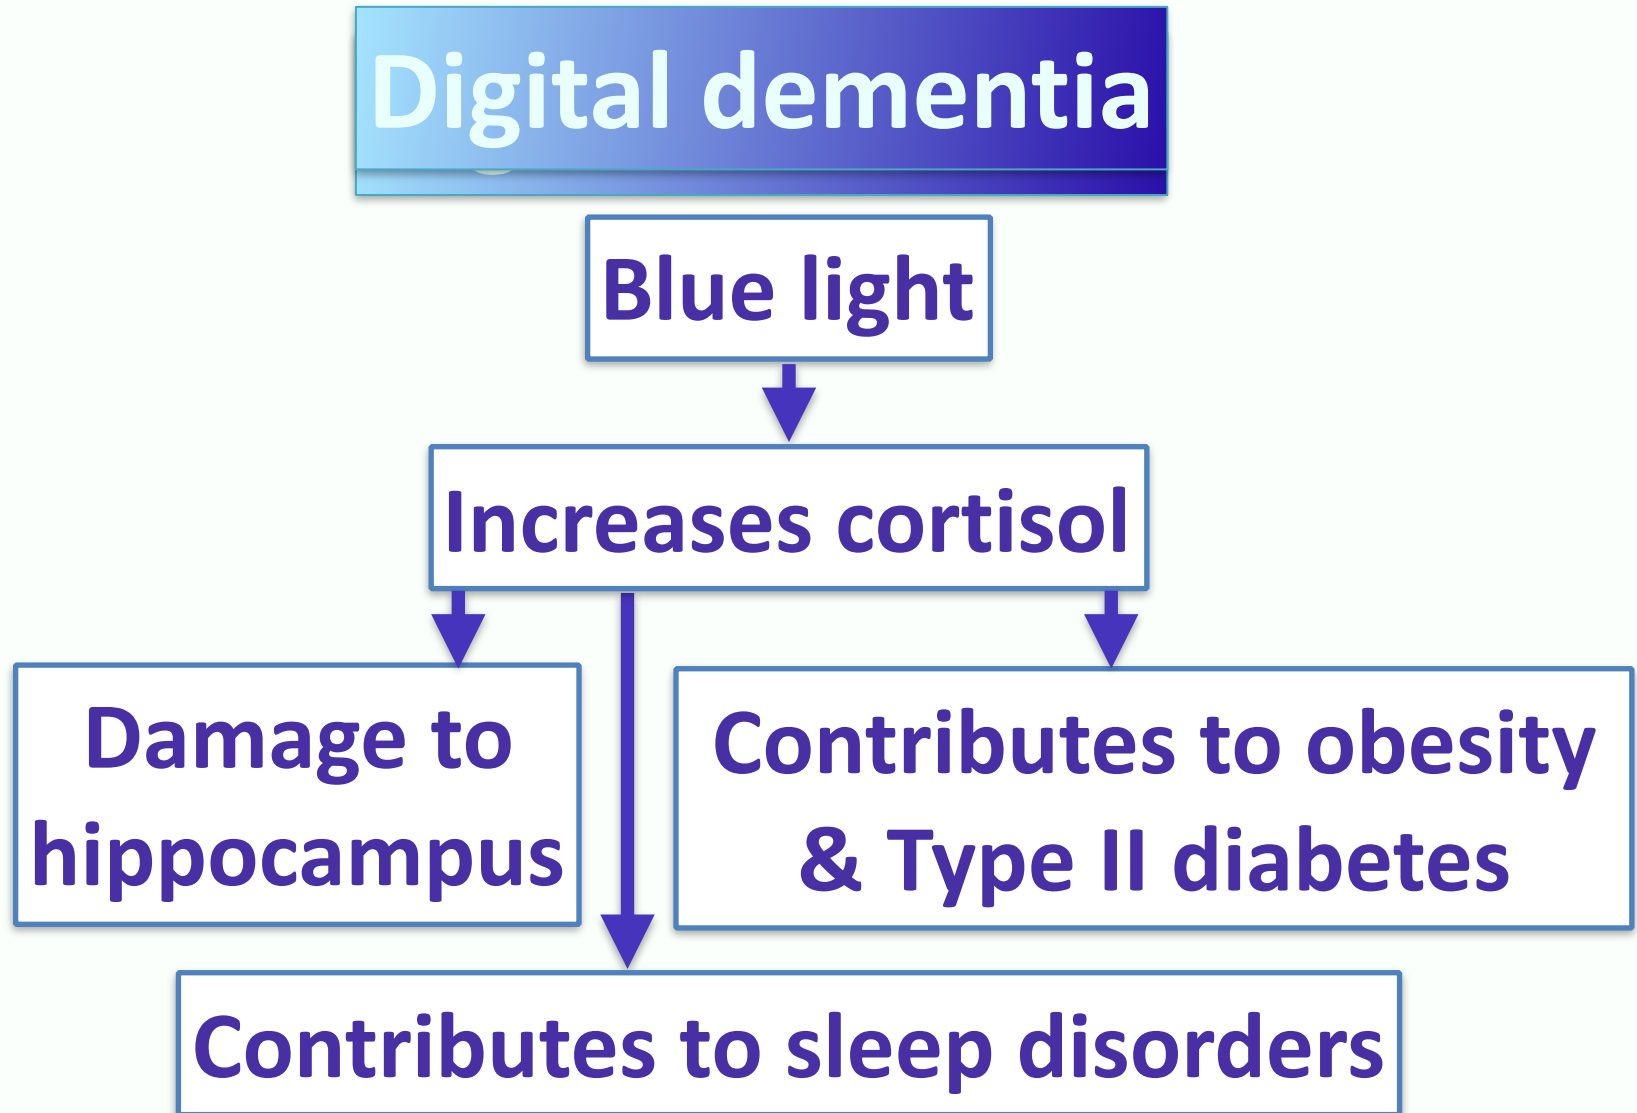 Digital dementia
Blue light
Increases cortisol
Damage to
hippocampus
Contributes to obesity
& Type II diabetes
Contributes to sleep disorders